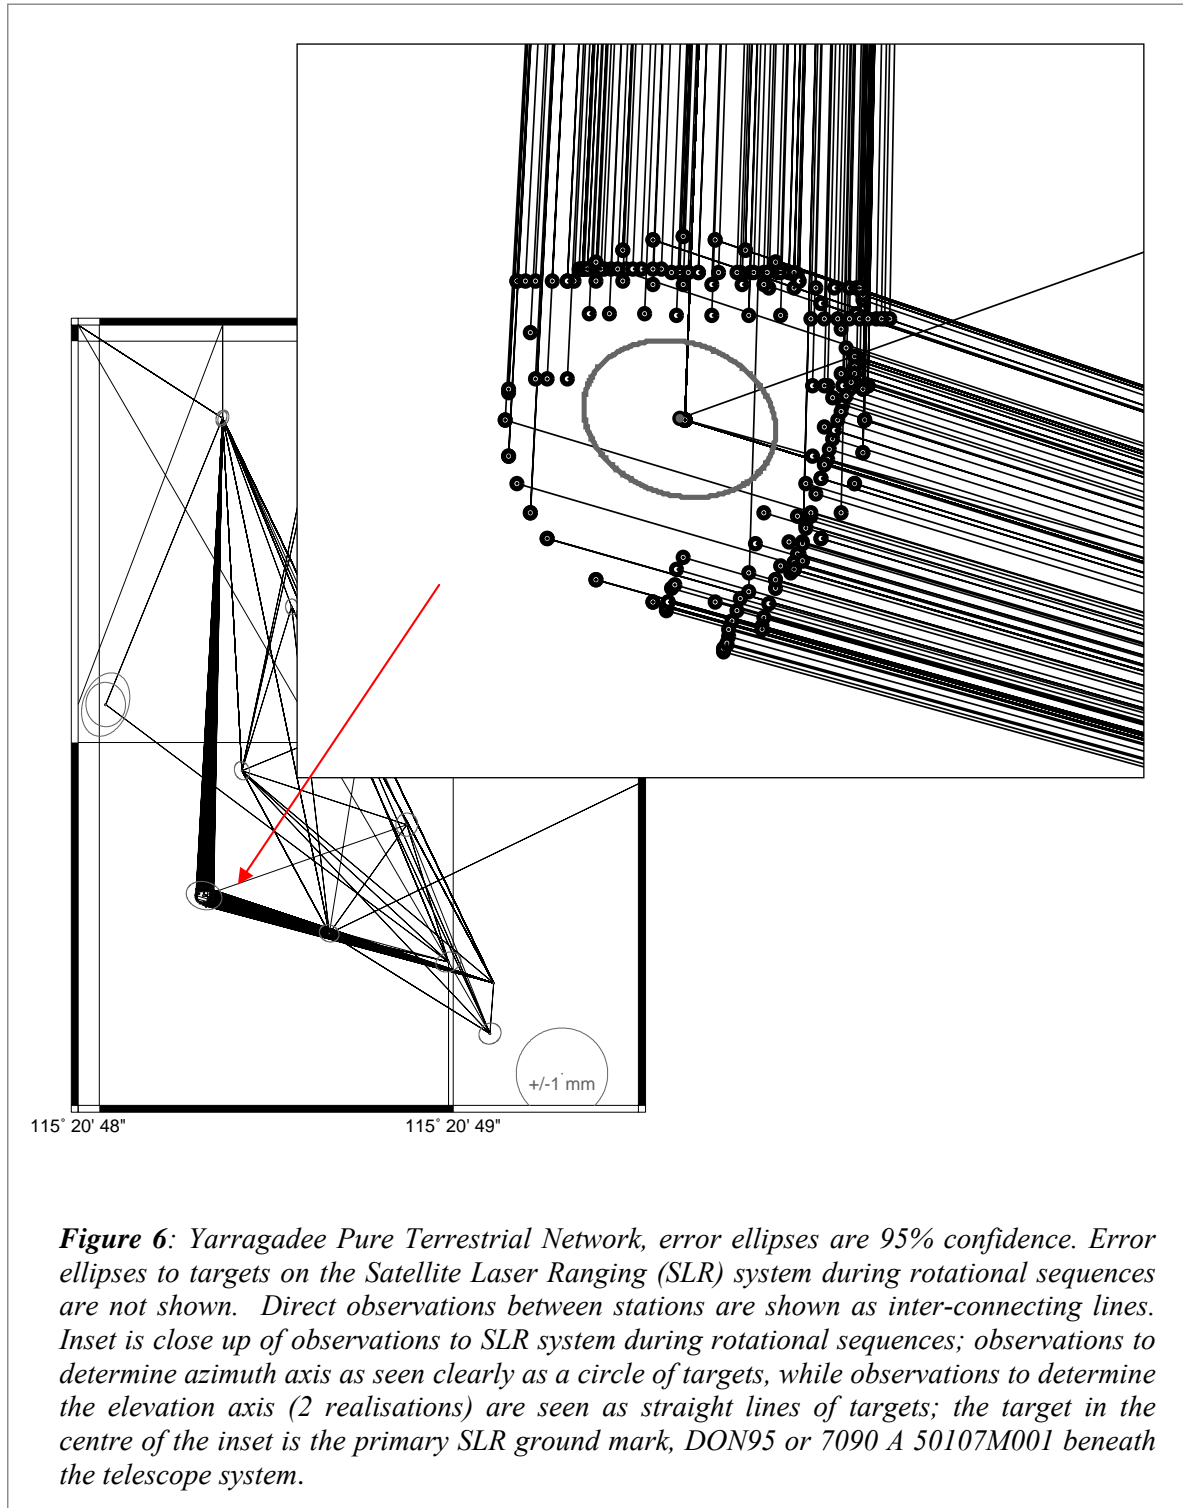 +/-1 mm
115˚ 20' 48"
115˚ 20' 49"
Figure 6: Yarragadee Pure Terrestrial Network, error ellipses are 95% confidence. Error
ellipses to targets on the Satellite Laser Ranging (SLR) system during rotational sequences
are not shown. Direct observations between stations are shown as inter-connecting lines.
Inset is close up of observations to SLR system during rotational sequences; observations to
determine azimuth axis as seen clearly as a circle of targets, while observations to determine
the elevation axis (2 realisations) are seen as straight lines of targets; the target in the
centre of the inset is the primary SLR ground mark, DON95 or 7090 A 50107M001 beneath
the telescope system.